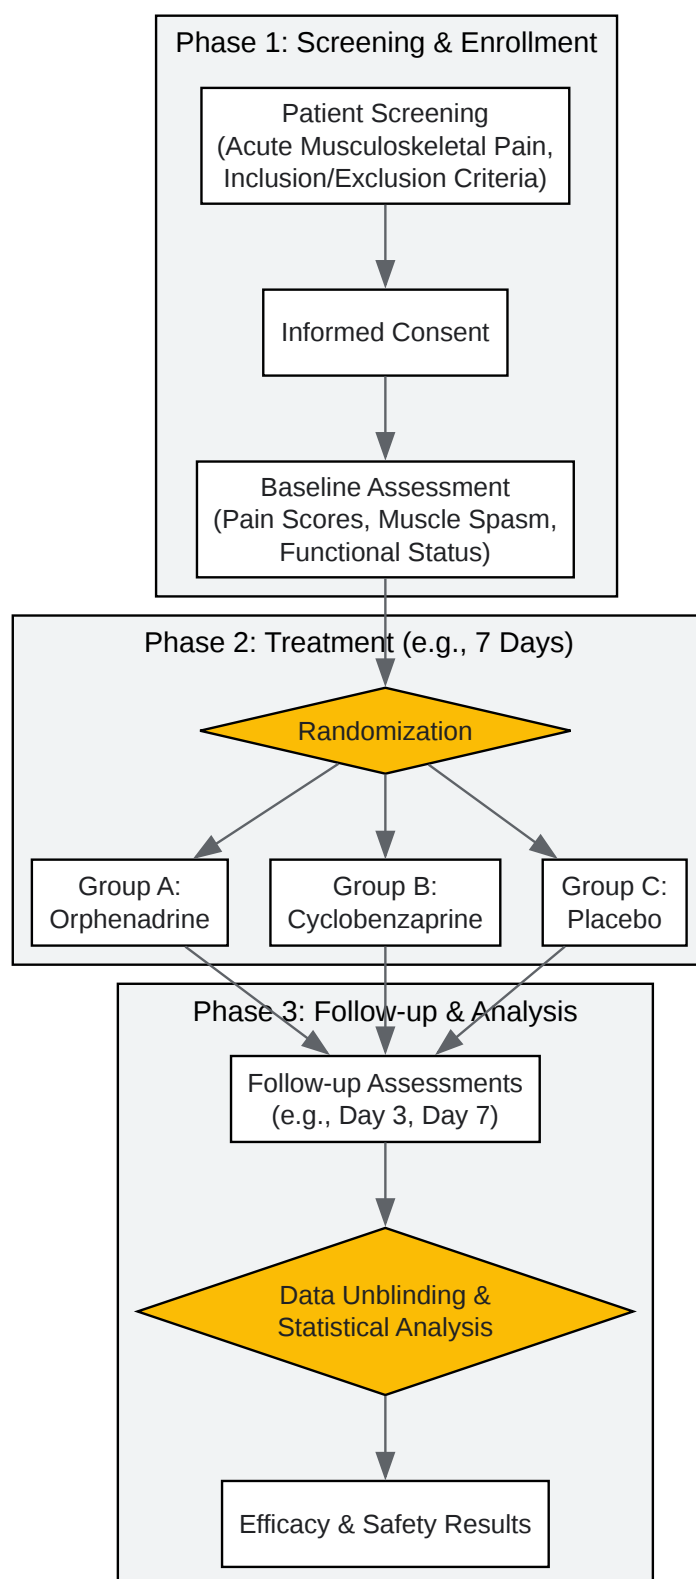 Phase 1: Screening & Enrollment
Patient Screening
(Acute Musculoskeletal Pain,
Inclusion/Exclusion Criteria)
Informed Consent
Baseline Assessment
(Pain Scores, Muscle Spasm,
Functional Status)
Phase 2: Treatment (e.g., 7 Days)
Randomization
Group A:
Orphenadrine
Group B:
Cyclobenzaprine
Group C:
Placebo
Phase 3: Follow-up & Analysis
Follow-up Assessments
(e.g., Day 3, Day 7)
Data Unblinding &
Statistical Analysis
Efficacy & Safety Results